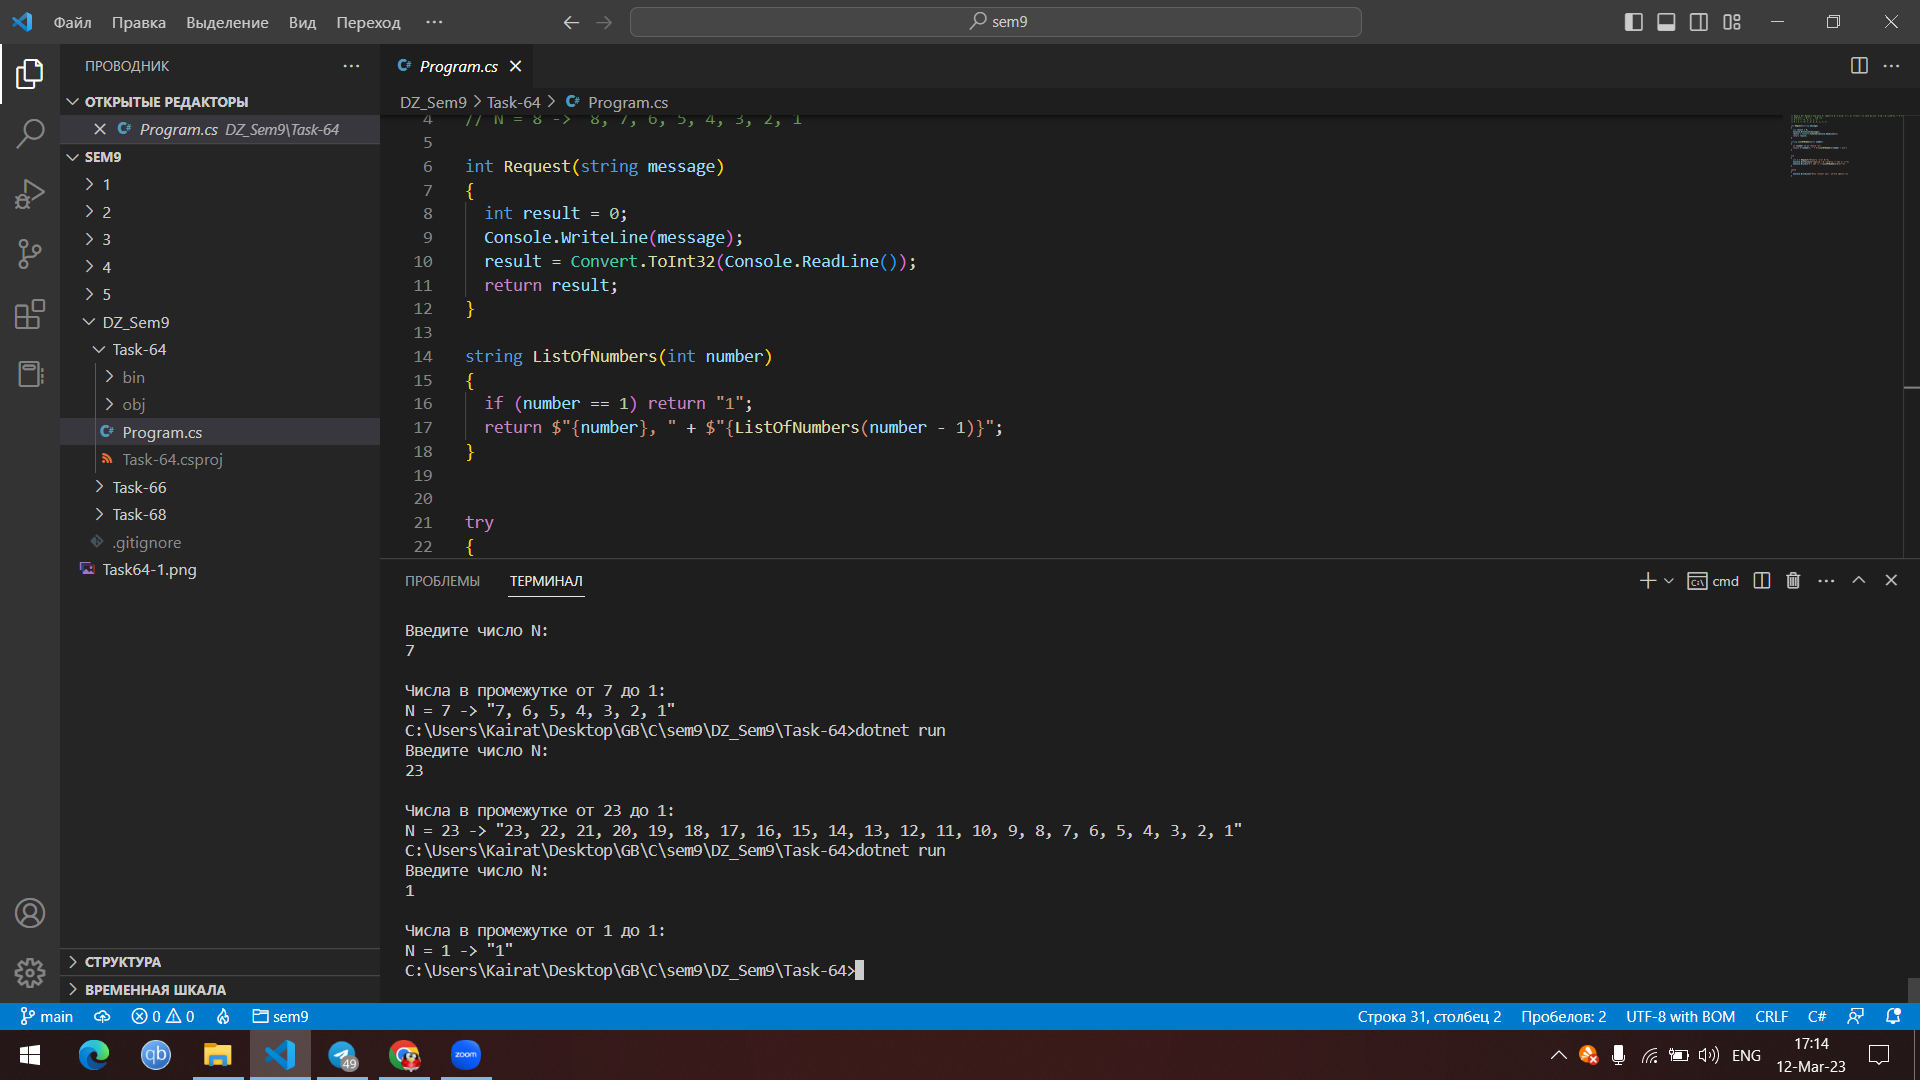 Файл Правка Выделение Вид Переход ··· sem9
ПРОВОДНИК ···
ОТКРЫТЫЕ РЕДАКТОРЫ
Program.cs DZ_Sem9\Task-64
SEM9
1
2
3
4
5
DZ_Sem9
Task-64
bin
obj
Program.cs
Task-64.csproj
Task-66
Task-68
.gitignore
Task64-1.png
СТРУКТУРА
ВРЕМЕННАЯ ШКАЛА
Program.cs
DZ_Sem9 > Task-64 > Program.cs
4 // N = 8 -> 8, 7, 6, 5, 4, 3, 2, 1
5
6 int Request(string message)
7 {
8 int result = 0;
9 Console.WriteLine(message);
10 result = Convert.ToInt32(Console.ReadLine());
11 return result;
12 }
13
14 string ListOfNumbers(int number)
15 {
16 if (number == 1) return "1";
17 return $"{number}, " + $"{ListOfNumbers(number - 1)}";
18 }
19
20
21 try
22 {
ПРОБЛЕМЫ ТЕРМИНАЛ cmd
Введите число N:
7
Числа в промежутке от 7 до 1:
N = 7 -> "7, 6, 5, 4, 3, 2, 1"
C:\Users\Kairat\Desktop\GB\C\sem9\DZ_Sem9\Task-64>dotnet run
Введите число N:
23
Числа в промежутке от 23 до 1:
N = 23 -> "23, 22, 21, 20, 19, 18, 17, 16, 15, 14, 13, 12, 11, 10, 9, 8, 7, 6, 5, 4, 3, 2, 1"
C:\Users\Kairat\Desktop\GB\C\sem9\DZ_Sem9\Task-64>dotnet run
Введите число N:
1
Числа в промежутке от 1 до 1:
N = 1 -> "1"
C:\Users\Kairat\Desktop\GB\C\sem9\DZ_Sem9\Task-64>
main 0 0 sem9 Строка 31, столбец 2 Пробелов: 2 UTF-8 with BOM CRLF C#
qb 49 zoom ENG 17:14
12-Mar-23